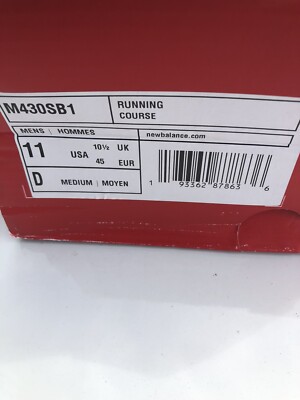 M430SB1
RUNNING
COURSE
MENS | HOMMES
newbalance.com
11 USA 10½ UK
45 EUR
D MEDIUM | MOYEN
1 93362 87863 6